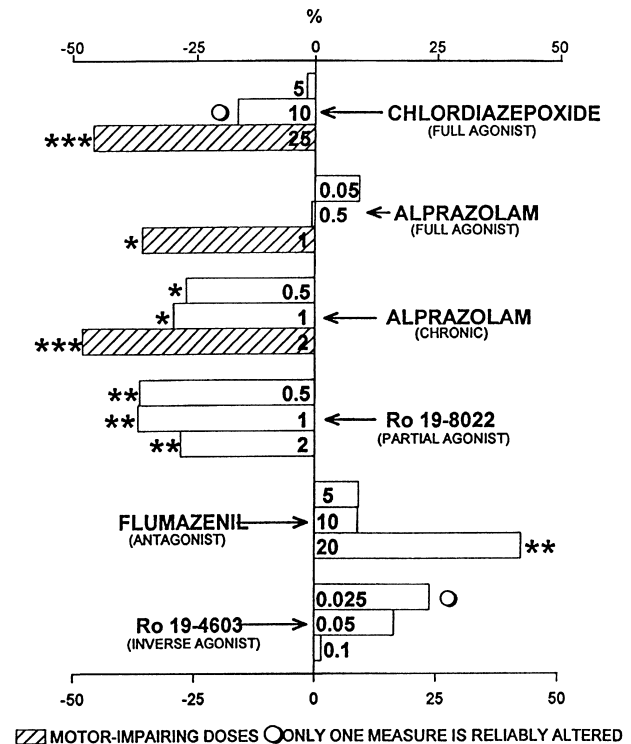 %
-50 -25 0 25 50
5
10 CHLORDIAZEPOXIDE
(FULL AGONIST)
*** 25
0.05
0.5 ALPRAZOLAM
(FULL AGONIST)
* 1
* 0.5
* 1 ALPRAZOLAM
(CHRONIC)
*** 2
** 0.5
** 1 Ro 19-8022
(PARTIAL AGONIST)
** 2
5
FLUMAZENIL 10
(ANTAGONIST)
20 **
0.025
Ro 19-4603 0.05
(INVERSE AGONIST)
0.1
-50 -25 0 25 50
MOTOR-IMPAIRING DOSES ONLY ONE MEASURE IS RELIABLY ALTERED